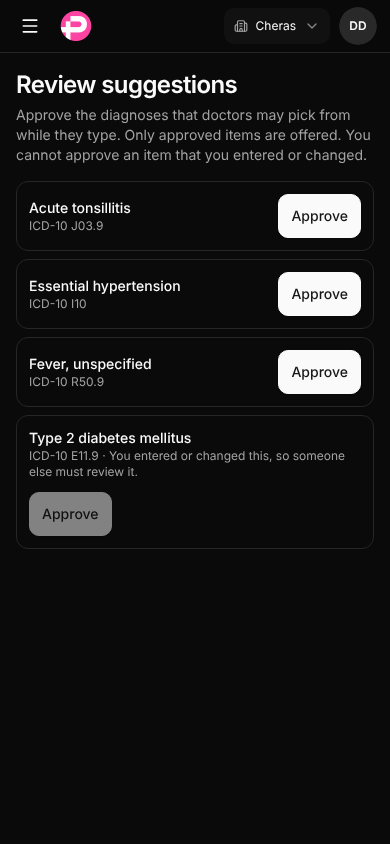 Cheras
DD
Review suggestions
Approve the diagnoses that doctors may pick from
while they type. Only approved items are offered. You
cannot approve an item that you entered or changed.
Acute tonsillitis
ICD-10 J03.9
Approve
Essential hypertension
ICD-10 I10
Approve
Fever, unspecified
ICD-10 R50.9
Approve
Type 2 diabetes mellitus
ICD-10 E11.9 · You entered or changed this, so someone
else must review it.
Approve